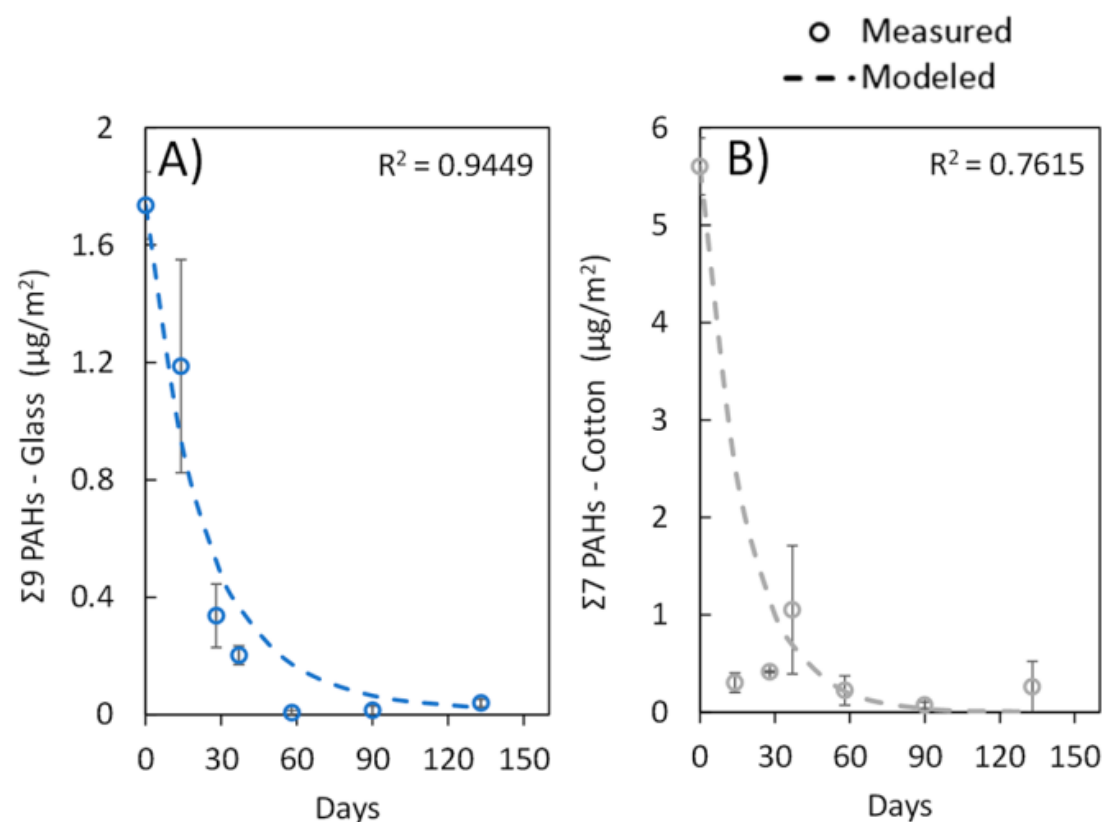 Measured
Modeled
A)
R² = 0.9449
2
1.6
1.2
0.8
0.4
0
Σ9 PAHs - Glass (µg/m²)
0 30 60 90 120 150
Days
B)
R² = 0.7615
6
5
4
3
2
1
0
Σ7 PAHs - Cotton (µg/m²)
0 30 60 90 120 150
Days